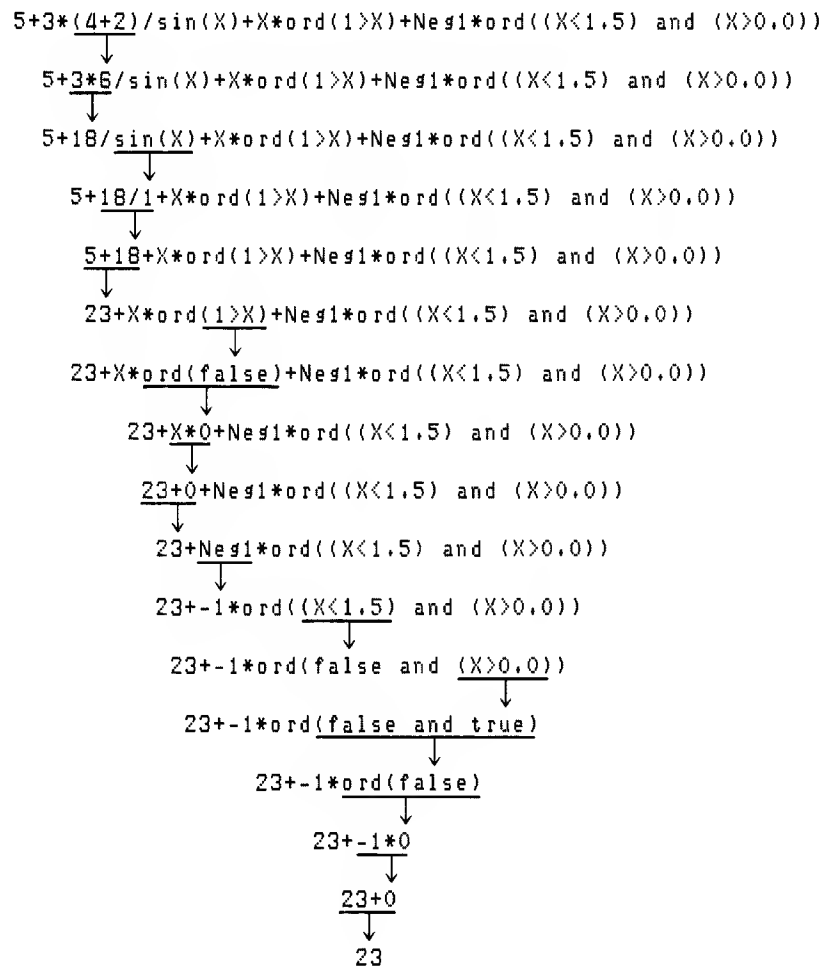 5+3*(4+2)/sin(X)+X*ord(1>X)+Neg1*ord((X<1.5) and (X>0.0))
5+3*6/sin(X)+X*ord(1>X)+Neg1*ord((X<1.5) and (X>0.0))
5+18/sin(X)+X*ord(1>X)+Neg1*ord((X<1.5) and (X>0.0))
5+18/1+X*ord(1>X)+Neg1*ord((X<1.5) and (X>0.0))
5+18+X*ord(1>X)+Neg1*ord((X<1.5) and (X>0.0))
23+X*ord(1>X)+Neg1*ord((X<1.5) and (X>0.0))
23+X*ord(false)+Neg1*ord((X<1.5) and (X>0.0))
23+X*0+Neg1*ord((X<1.5) and (X>0.0))
23+0+Neg1*ord((X<1.5) and (X>0.0))
23+Neg1*ord((X<1.5) and (X>0.0))
23+-1*ord((X<1.5) and (X>0.0))
23+-1*ord(false and (X>0.0))
23+-1*ord(false and true)
23+-1*ord(false)
23+-1*0
23+0
23